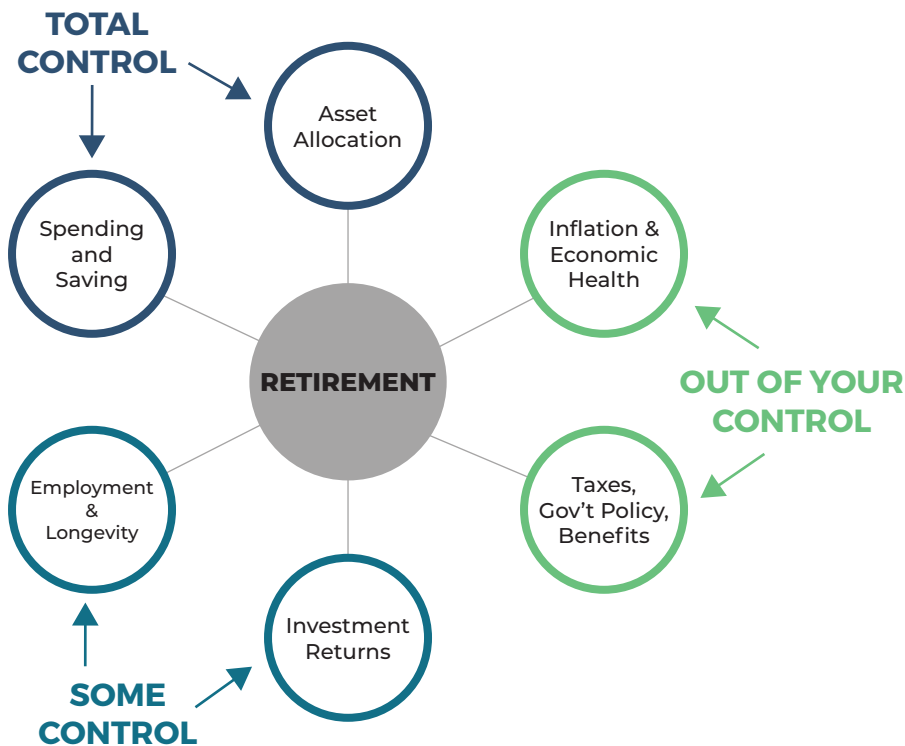 TOTAL
CONTROL
Asset
Allocation
Spending
and
Saving
Inflation &
Economic
Health
RETIREMENT
OUT OF YOUR
CONTROL
Employment
&
Longevity
Taxes,
Gov’t Policy,
Benefits
Investment
Returns
SOME
CONTROL